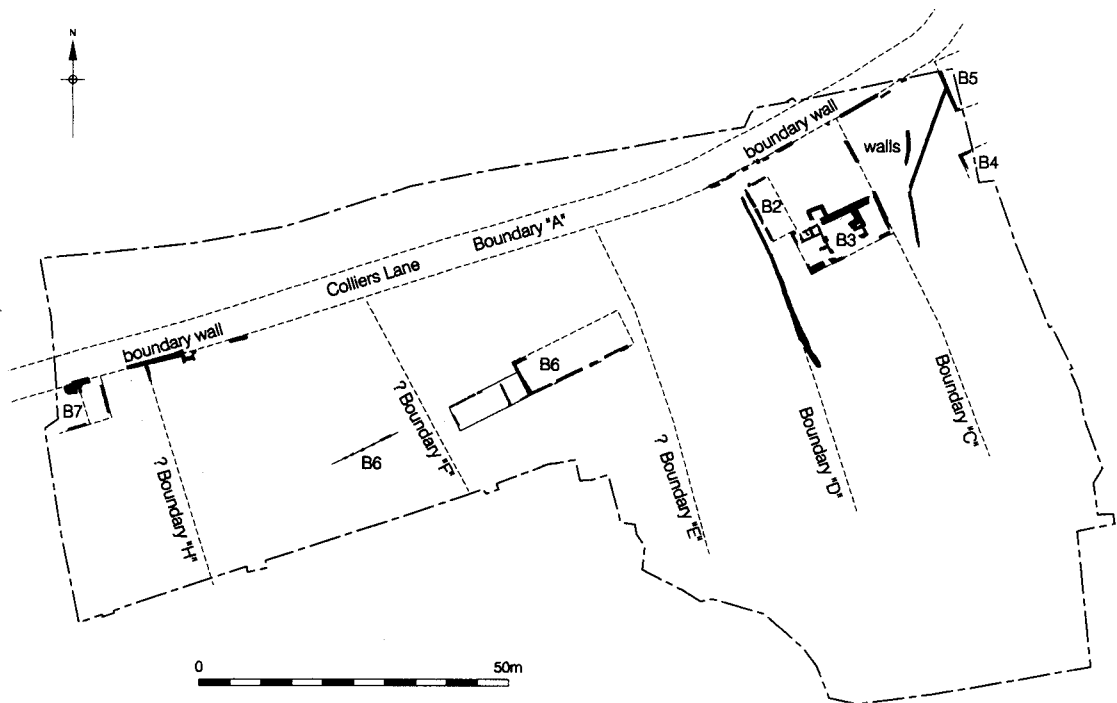 N
B5
boundary wall
walls
B4
B2
B3
Boundary "A"
Colliers Lane
boundary wall
B6
B7
? Boundary "F"
Boundary "C"
B6
Boundary "D"
? Boundary "E"
? Boundary "H"
0
50m